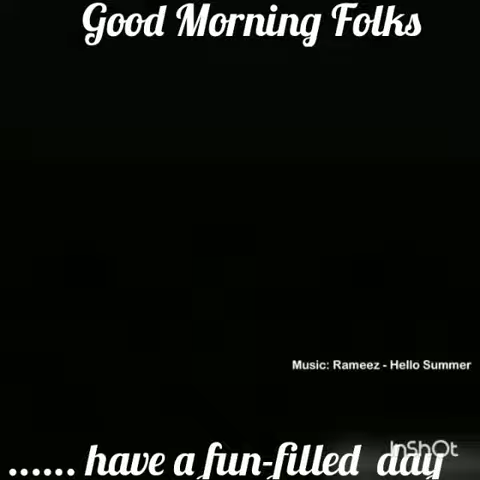 Good Morning Folks
Music: Rameez - Hello Summer
InShOt
...... have a fun-filled day